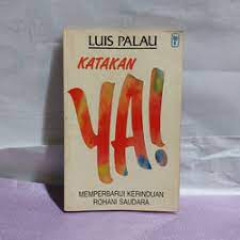 LUIS PALAU
KATAKAN
YA!
MEMPERBARUI KERINDUAN
ROHANI SAUDARA